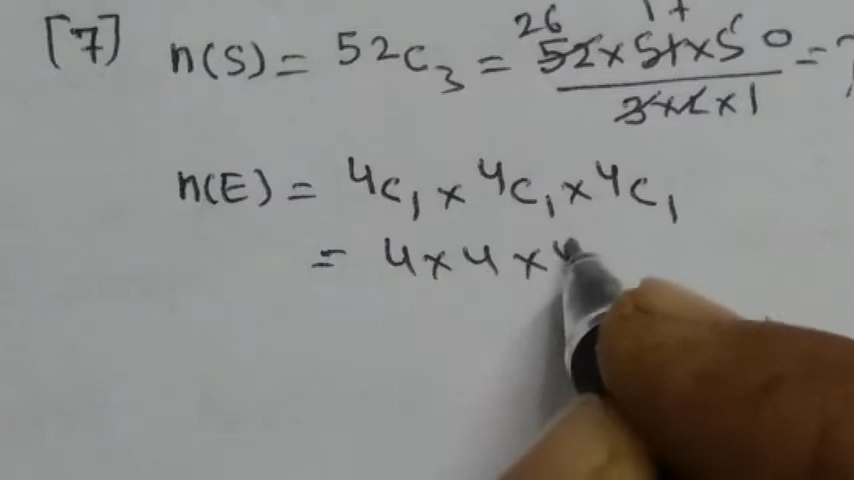 [7] n(S) = 52C₃ = 26 17
52×51×50 = ?
3×2×1
n(E) = ⁴C₁ × ⁴C₁ × ⁴C₁
= 4 × 4 × 4